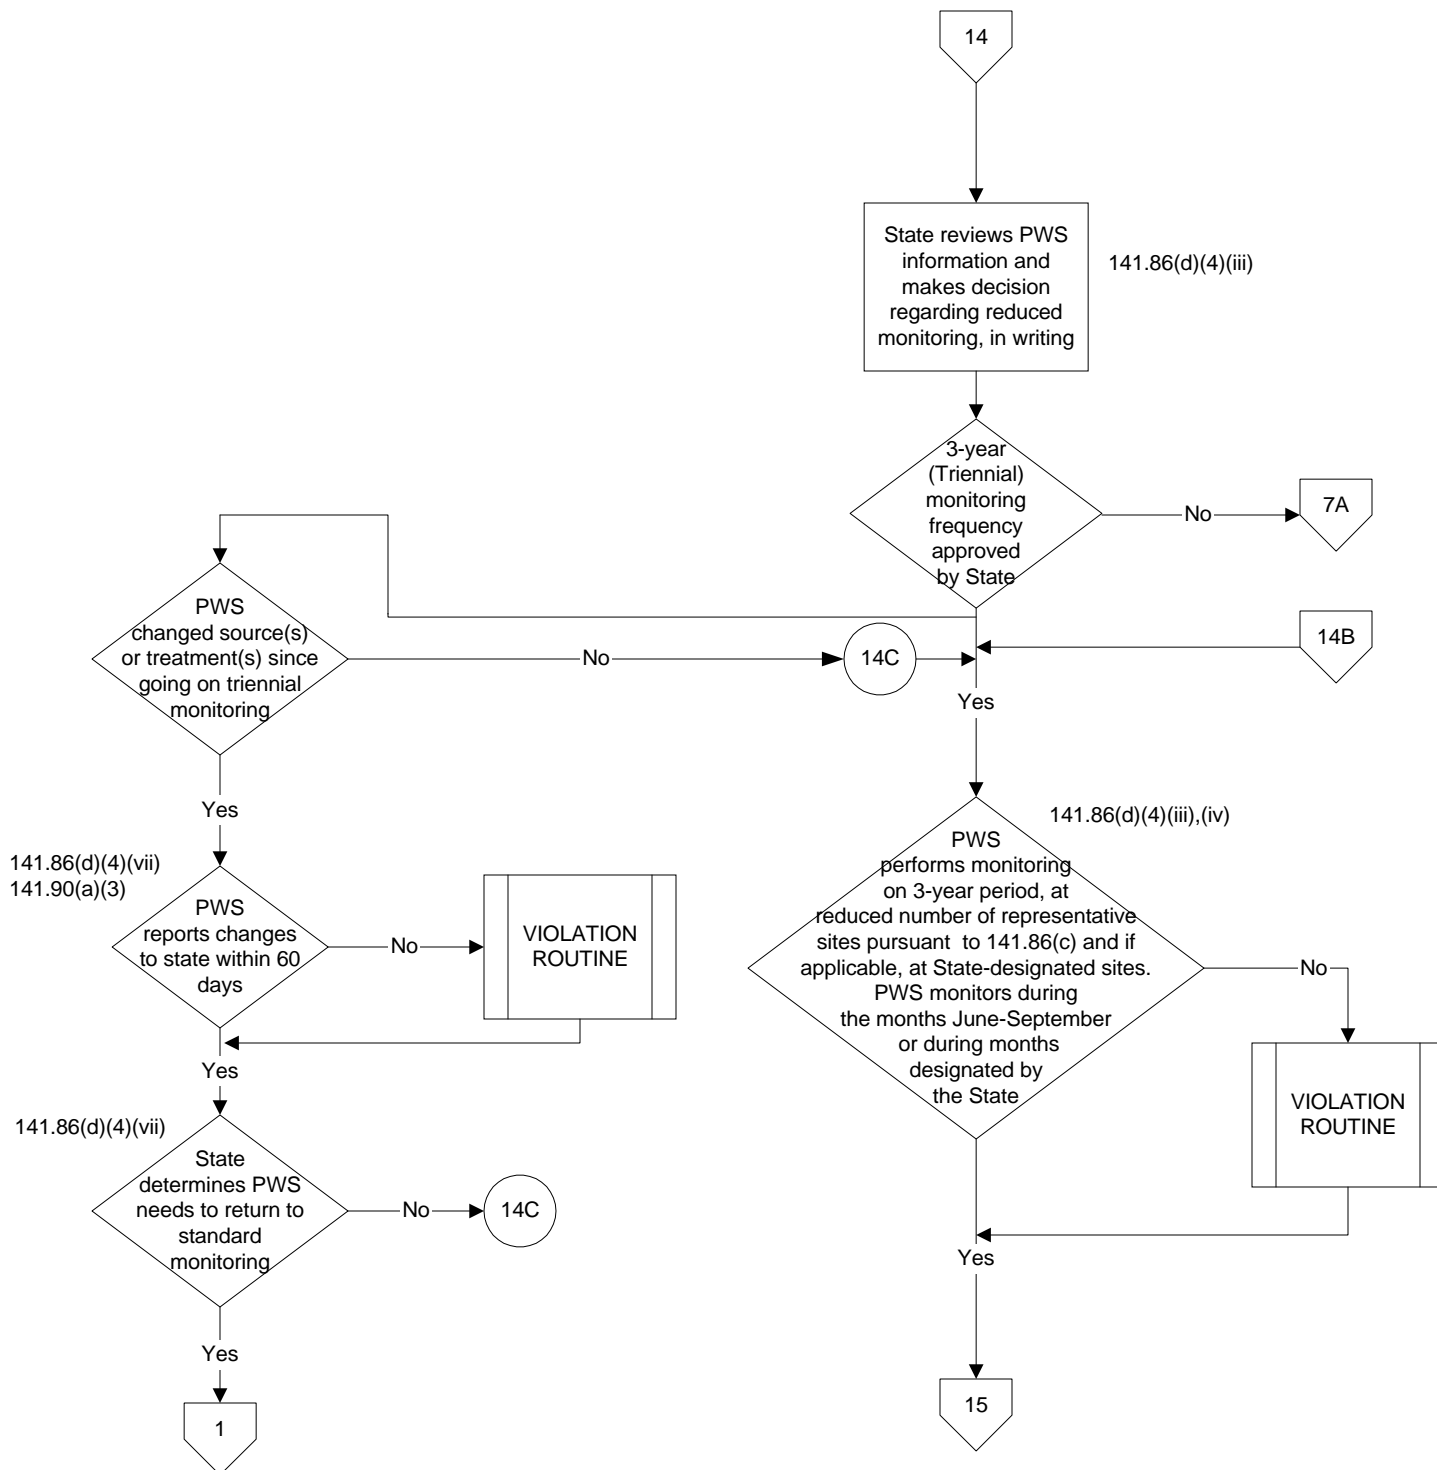 14
State reviews PWS
information and
makes decision
regarding reduced
monitoring, in writing
141.86(d)(4)(iii)
3-year
(Triennial)
monitoring
frequency
approved
by State
No
7A
PWS
changed source(s)
or treatment(s) since
going on triennial
monitoring
No
14C
14B
Yes
Yes
141.86(d)(4)(vii)
141.90(a)(3)
PWS
reports changes
to state within 60
days
No
VIOLATION
ROUTINE
141.86(d)(4)(iii),(iv)
PWS
performs monitoring
on 3-year period, at
reduced number of representative
sites pursuant to 141.86(c) and if
applicable, at State-designated sites.
PWS monitors during
the months June-September
or during months
designated by
the State
No
VIOLATION
ROUTINE
Yes
141.86(d)(4)(vii)
State
determines PWS
needs to return to
standard
monitoring
No
14C
Yes
Yes
1
15